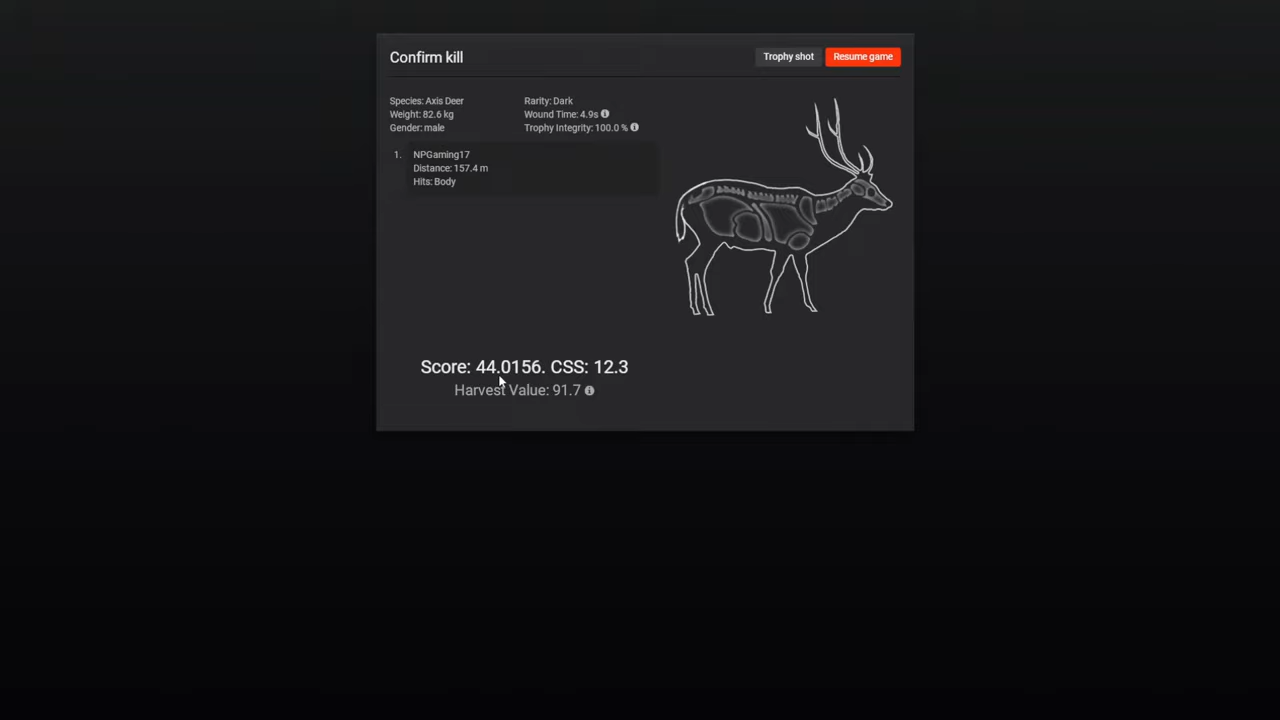 Confirm kill
Trophy shot
Resume game
Species: Axis Deer
Weight: 82.6 kg
Gender: male
Rarity: Dark
Wound Time: 4.9s
Trophy Integrity: 100.0 %
1. NPGaming17
Distance: 157.4 m
Hits: Body
Score: 44.0156. CSS: 12.3
Harvest Value: 91.7